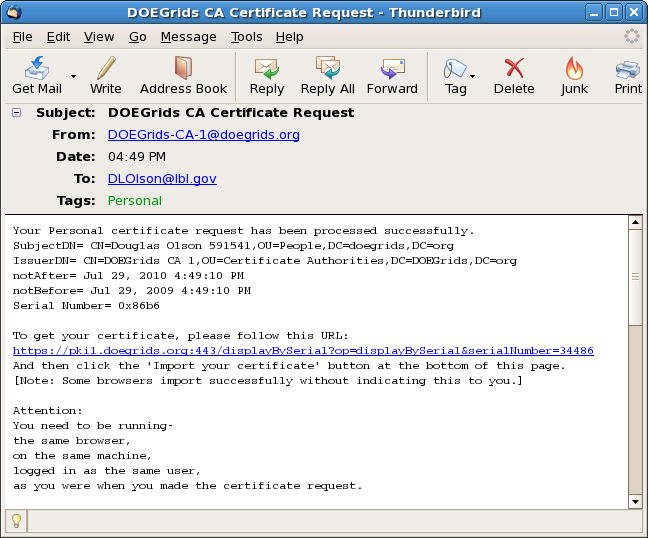 DOEGrids CA Certificate Request - Thunderbird
File Edit View Go Message Tools Help
Get Mail Write Address Book Reply Reply All Forward Tag Delete Junk Print
Subject: DOEGrids CA Certificate Request
From: DOEGrids-CA-1@doegrids.org
Date: 04:49 PM
To: DLOlson@lbl.gov
Tags: Personal
Your Personal certificate request has been processed successfully.
SubjectDN= CN=Douglas Olson 591541,OU=People,DC=doegrids,DC=org
IssuerDN= CN=DOEGrids CA 1,OU=Certificate Authorities,DC=DOEGrids,DC=org
notAfter= Jul 29, 2010 4:49:10 PM
notBefore= Jul 29, 2009 4:49:10 PM
Serial Number= 0x86b6
To get your certificate, please follow this URL:
https://pki1.doegrids.org:443/displayBySerial?op=displayBySerial&serialNumber=34486
And then click the 'Import your certificate' button at the bottom of this page.
[Note: Some browsers import successfully without indicating this to you.]
Attention:
You need to be running-
the same browser,
on the same machine,
logged in as the same user,
as you were when you made the certificate request.